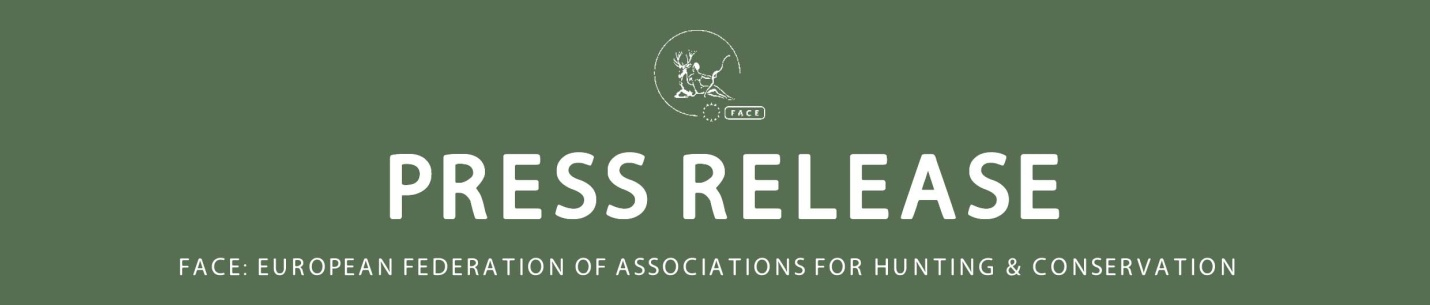 FACE
PRESS RELEASE
FACE: EUROPEAN FEDERATION OF ASSOCIATIONS FOR HUNTING & CONSERVATION